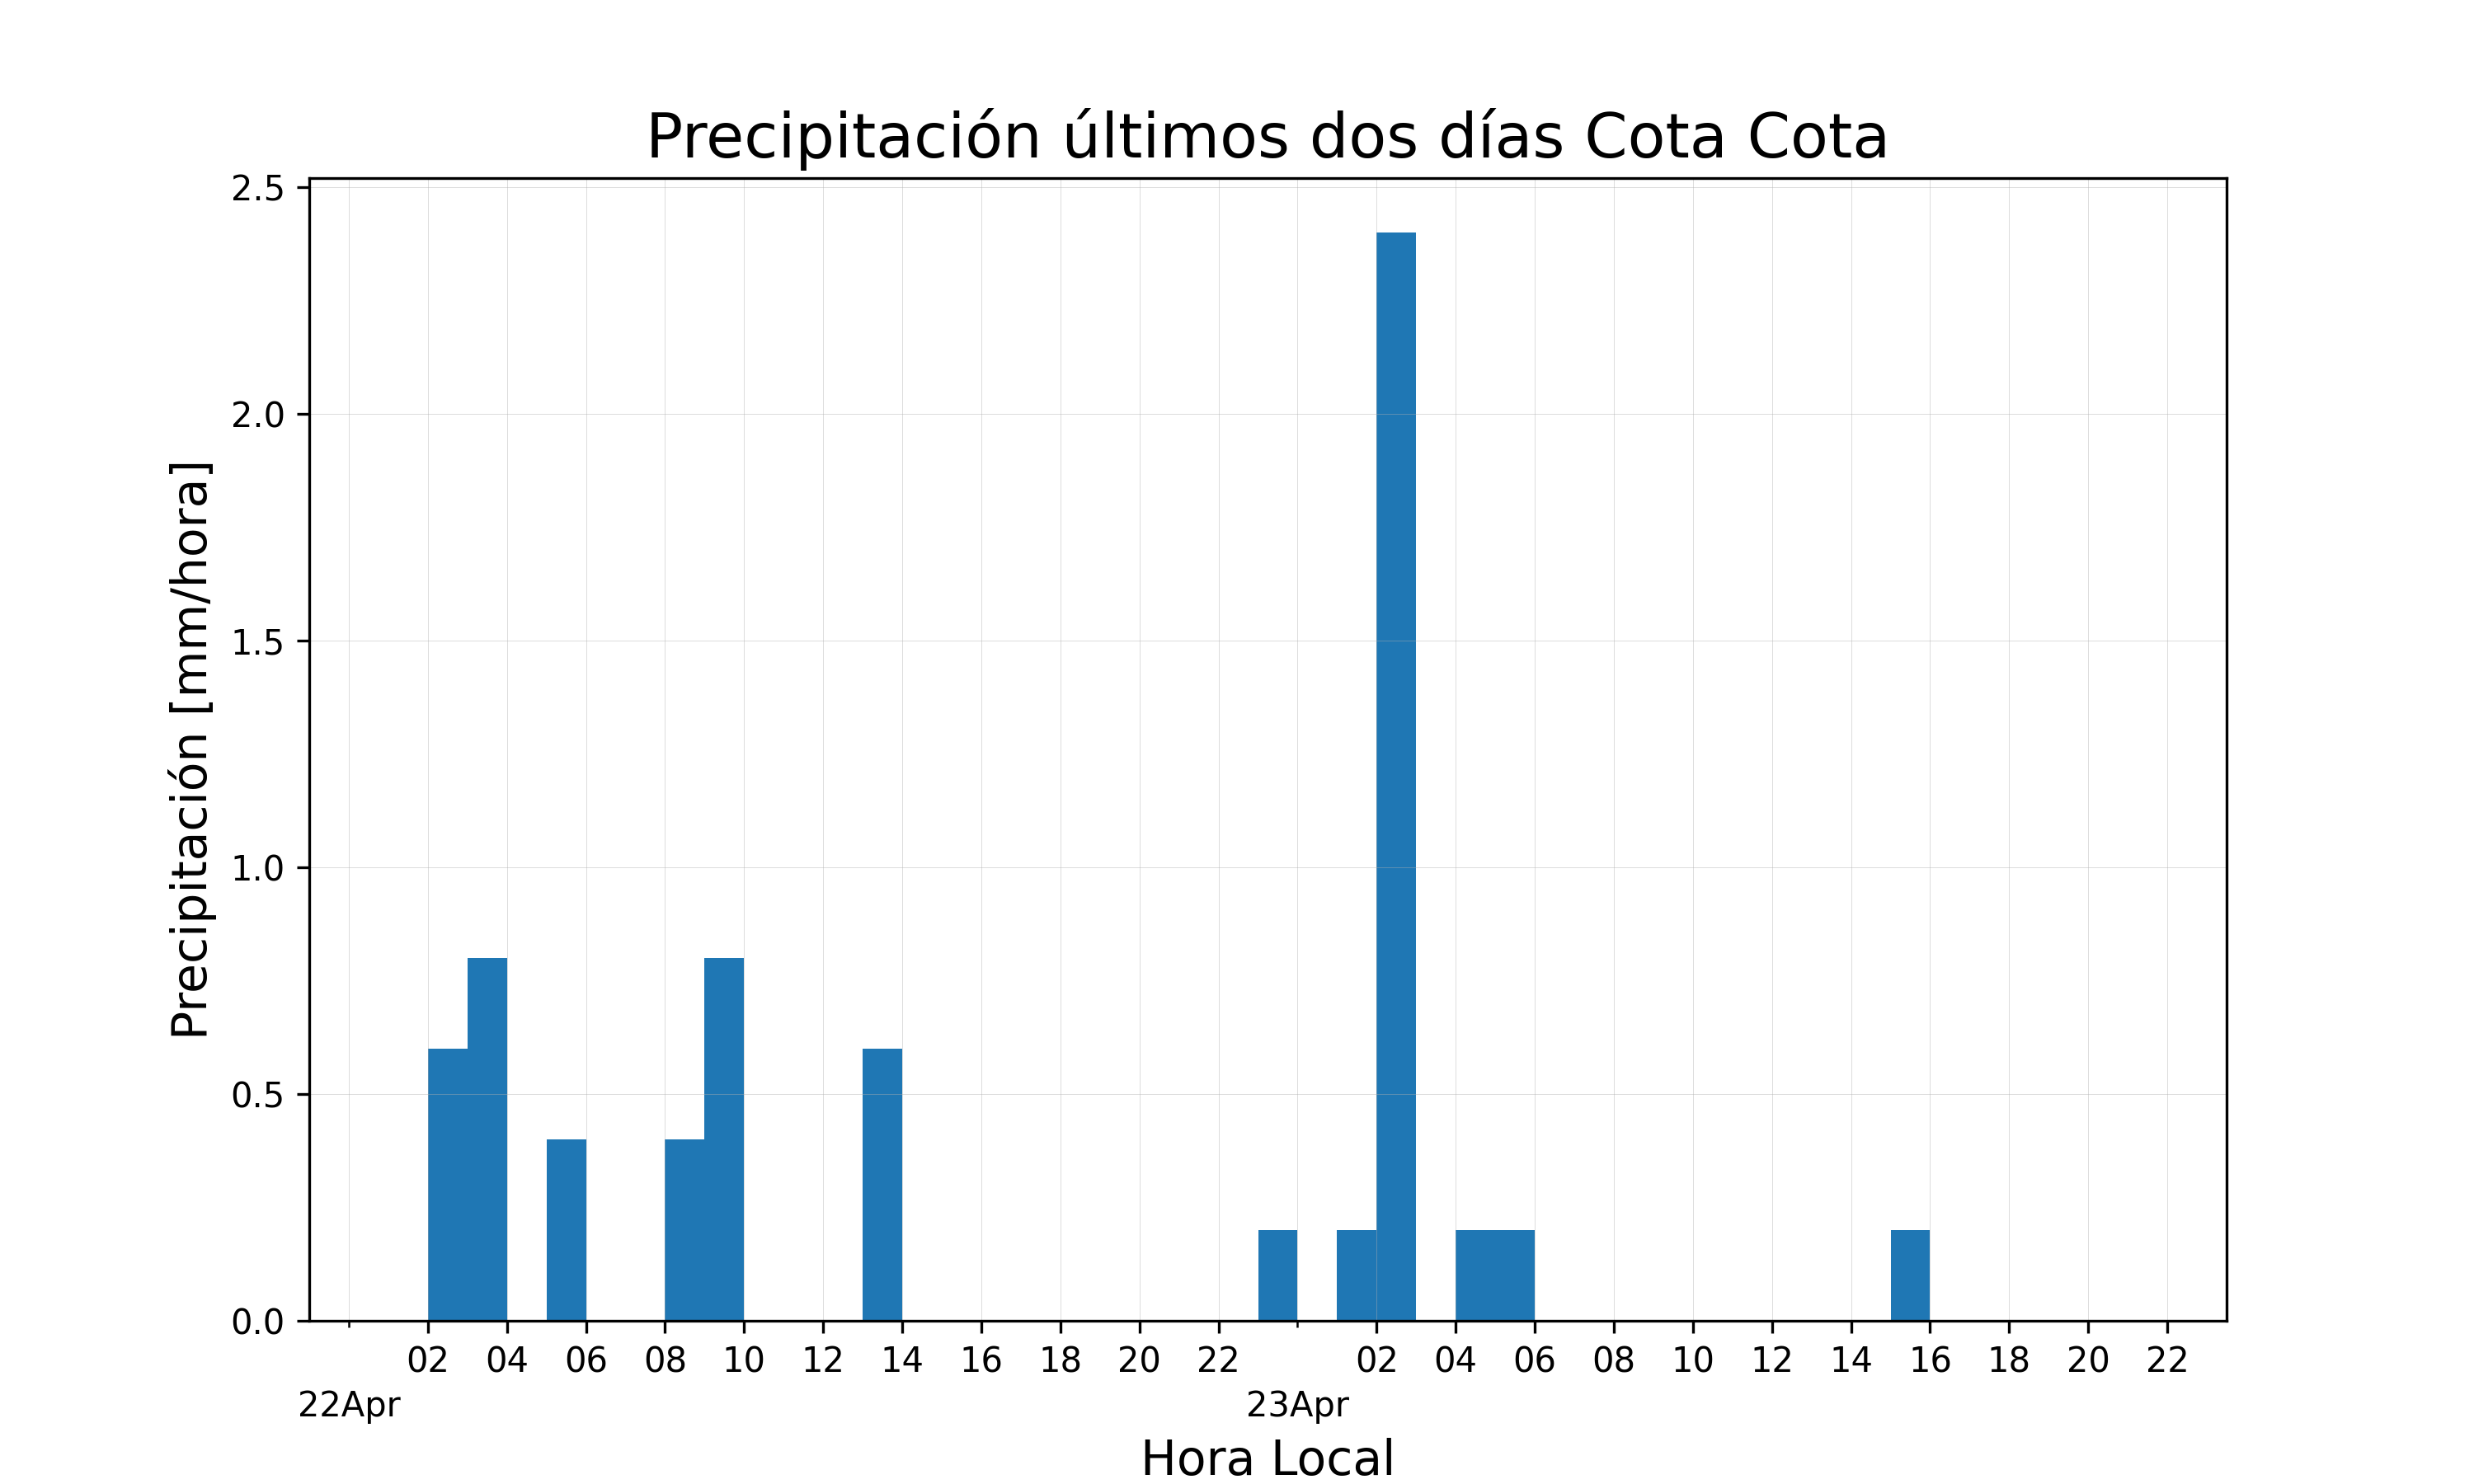 Precipitación últimos dos días Cota Cota
Precipitación [mm/hora]
2.5
2.0
1.5
1.0
0.5
0.0
02 04 06 08 10 12 14 16 18 20 22 02 04 06 08 10 12 14 16 18 20 22
22Apr 23Apr
Hora Local